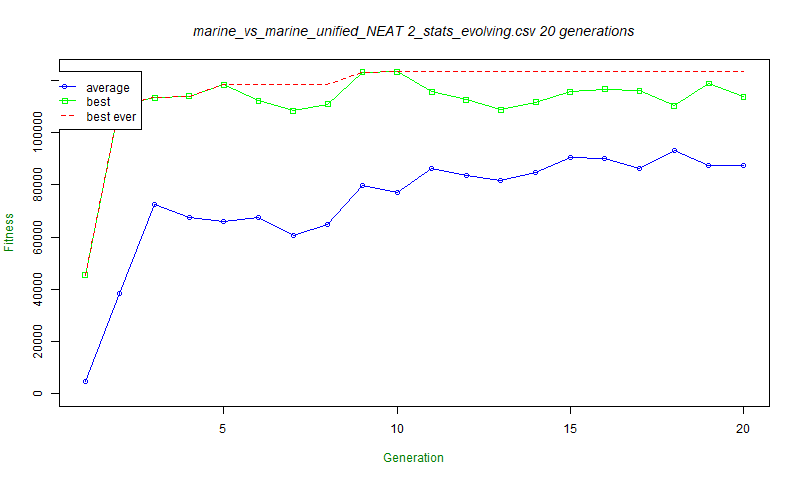 marine_vs_marine_unified_NEAT 2_stats_evolving.csv 20 generations
average
best
best ever
100000
80000
60000
40000
20000
0
Fitness
5 10 15 20
Generation